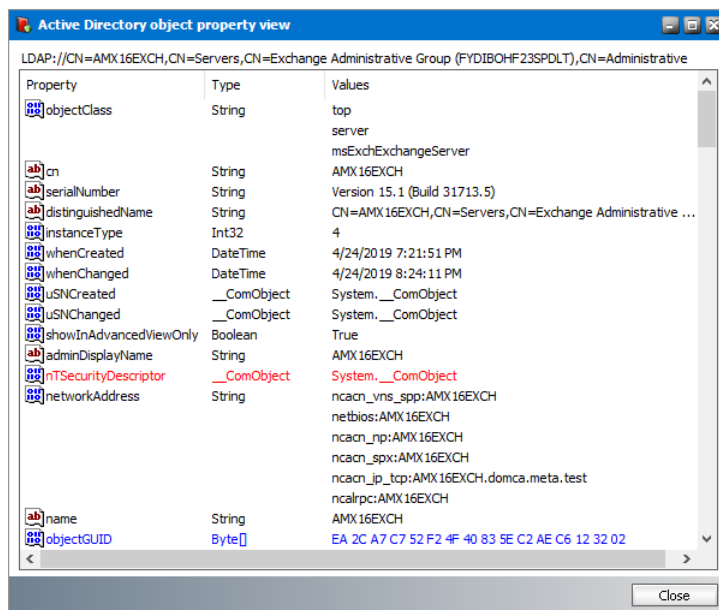 Active Directory object property view
LDAP://CN=AMX16EXCH,CN=Servers,CN=Exchange Administrative Group (FYDIBOHF23SPDLT),CN=Administrative
Property Type Values
objectClass String top
server
msExchExchangeServer
cn String AMX16EXCH
serialNumber String Version 15.1 (Build 31713.5)
distinguishedName String CN=AMX16EXCH,CN=Servers,CN=Exchange Administrative ...
instanceType Int32 4
whenCreated DateTime 4/24/2019 7:21:51 PM
whenChanged DateTime 4/24/2019 8:24:11 PM
uSNCreated __ComObject System.__ComObject
uSNChanged __ComObject System.__ComObject
showInAdvancedViewOnly Boolean True
adminDisplayName String AMX16EXCH
nTSecurityDescriptor __ComObject System.__ComObject
networkAddress String ncacn_vns_spp:AMX16EXCH
netbios:AMX16EXCH
ncacn_np:AMX16EXCH
ncacn_spx:AMX16EXCH
ncacn_ip_tcp:AMX16EXCH.domca.meta.test
ncalrpc:AMX16EXCH
name String AMX16EXCH
objectGUID Byte[] EA 2C A7 C7 52 F2 4F 40 83 5E C2 AE C6 12 32 02
Close